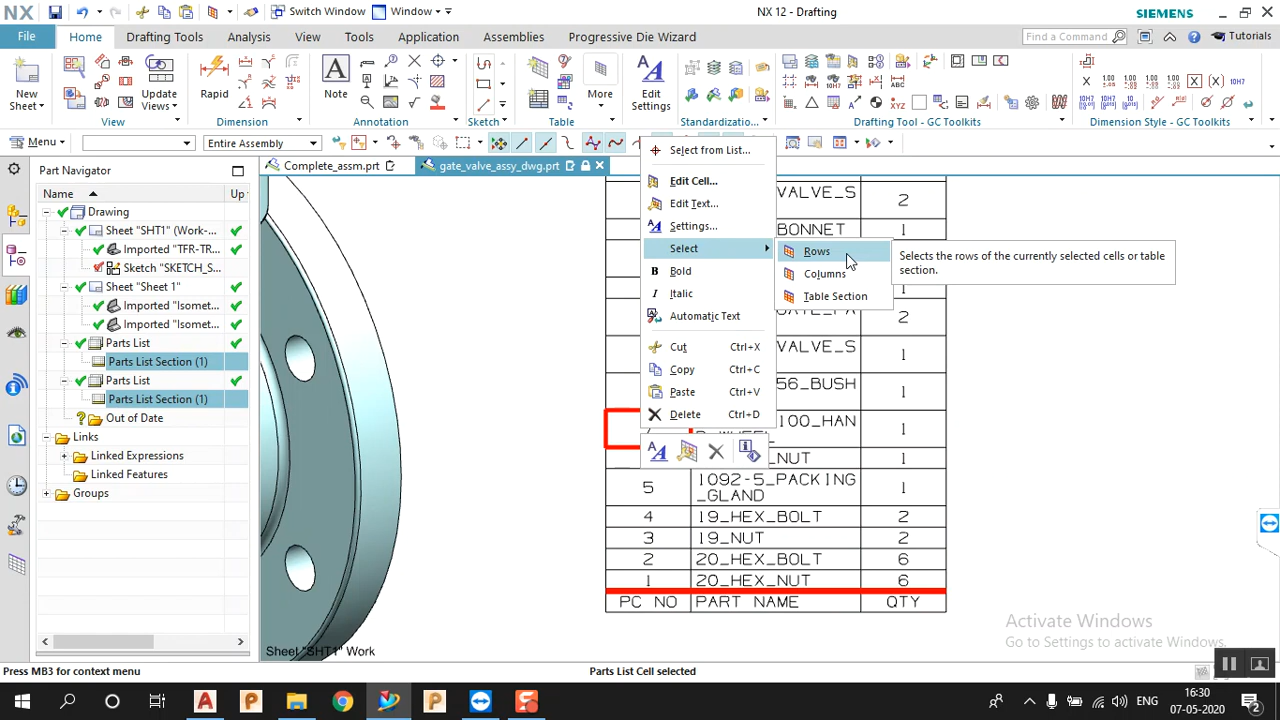 NX
Switch Window
Window
NX 12 - Drafting
SIEMENS
File
Home
Drafting Tools
Analysis
View
Tools
Application
Assemblies
Progressive Die Wizard
Find a Command
Tutorials
New
Sheet
Update
Views
Rapid
A
Note
More
Edit
Settings
View
Dimension
Annotation
Sketch
Table
Standardizatio...
Drafting Tool - GC Toolkits
Dimension Style - GC Toolkits
Menu
Entire Assembly
Complete_assm.prt
gate_valve_assy_dwg.prt
Part Navigator
Name
Up
Drawing
Sheet "SHT1" (Work-...
Imported "TFR-TR...
Sketch "SKETCH_S...
Sheet "Sheet 1"
Imported "Isomet...
Imported "Isomet...
Parts List
Parts List Section (1)
Parts List
Parts List Section (1)
Out of Date
Links
Linked Expressions
Linked Features
Groups
Select from List...
Edit Cell...
Edit Text...
Settings...
Select
Bold
Italic
Automatic Text
Cut Ctrl+X
Copy Ctrl+C
Paste Ctrl+V
Delete Ctrl+D
Rows
Columns
Table Section
Selects the rows of the currently selected cells or table
section.
VALVE_S
2
BONNET 1
1
2
VALVE_S
1
56_BUSH
1
100_HAN
1
_NUT 1
5 1092-5_PACKING
_GLAND 1
4 19_HEX_BOLT 2
3 19_NUT 2
2 20_HEX_BOLT 6
1 20_HEX_NUT 6
PC NO PART NAME QTY
Sheet "SHT1" Work
Activate Windows
Go to Settings to activate Windows.
Press MB3 for context menu
Parts List Cell selected
ENG
16:30
07-05-2020
2